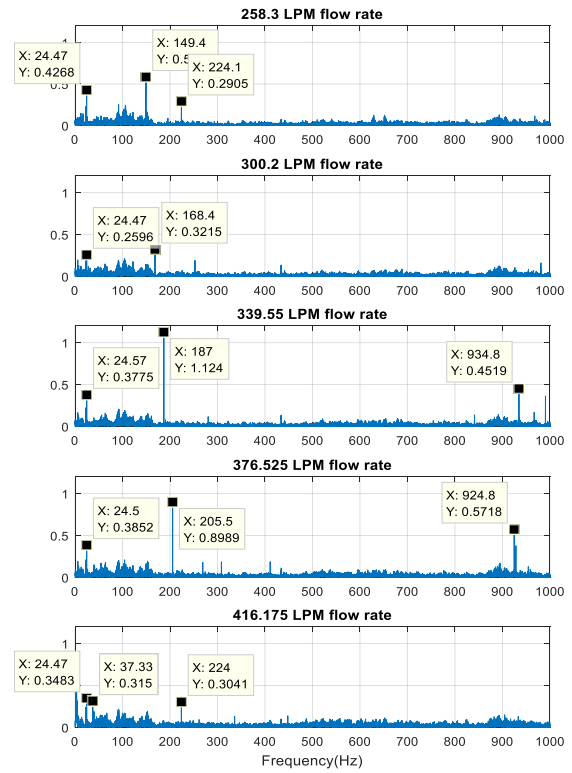 258.3 LPM flow rate
1
0.5
0
X: 24.47
Y: 0.4268
X: 149.4
Y: 0.5
X: 224.1
Y: 0.2905
0 100 200 300 400 500 600 700 800 900 1000
300.2 LPM flow rate
1
0.5
0
X: 24.47
Y: 0.2596
X: 168.4
Y: 0.3215
0 100 200 300 400 500 600 700 800 900 1000
339.55 LPM flow rate
1
0.5
0
X: 24.57
Y: 0.3775
X: 187
Y: 1.124
X: 934.8
Y: 0.4519
0 100 200 300 400 500 600 700 800 900 1000
376.525 LPM flow rate
1
0.5
0
X: 24.5
Y: 0.3852
X: 205.5
Y: 0.8989
X: 924.8
Y: 0.5718
0 100 200 300 400 500 600 700 800 900 1000
416.175 LPM flow rate
1
0
X: 24.47
Y: 0.3483
X: 37.33
Y: 0.315
X: 224
Y: 0.3041
0 100 200 300 400 500 600 700 800 900 1000
Frequency(Hz)